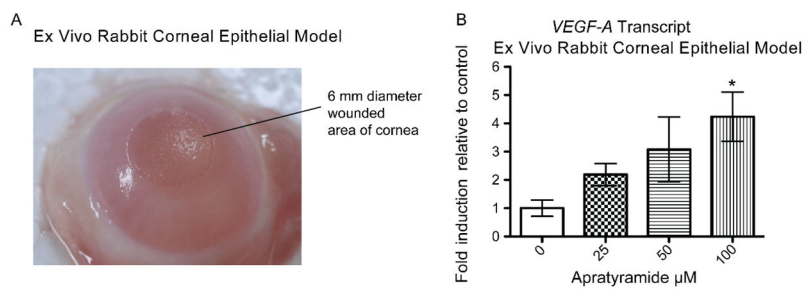 A
Ex Vivo Rabbit Corneal Epithelial Model
6 mm diameter
wounded
area of cornea
B
VEGF-A Transcript
Ex Vivo Rabbit Corneal Epithelial Model
Fold induction relative to control
6
5
4
3
2
1
0
*
0
25
50
100
Apratyramide µM